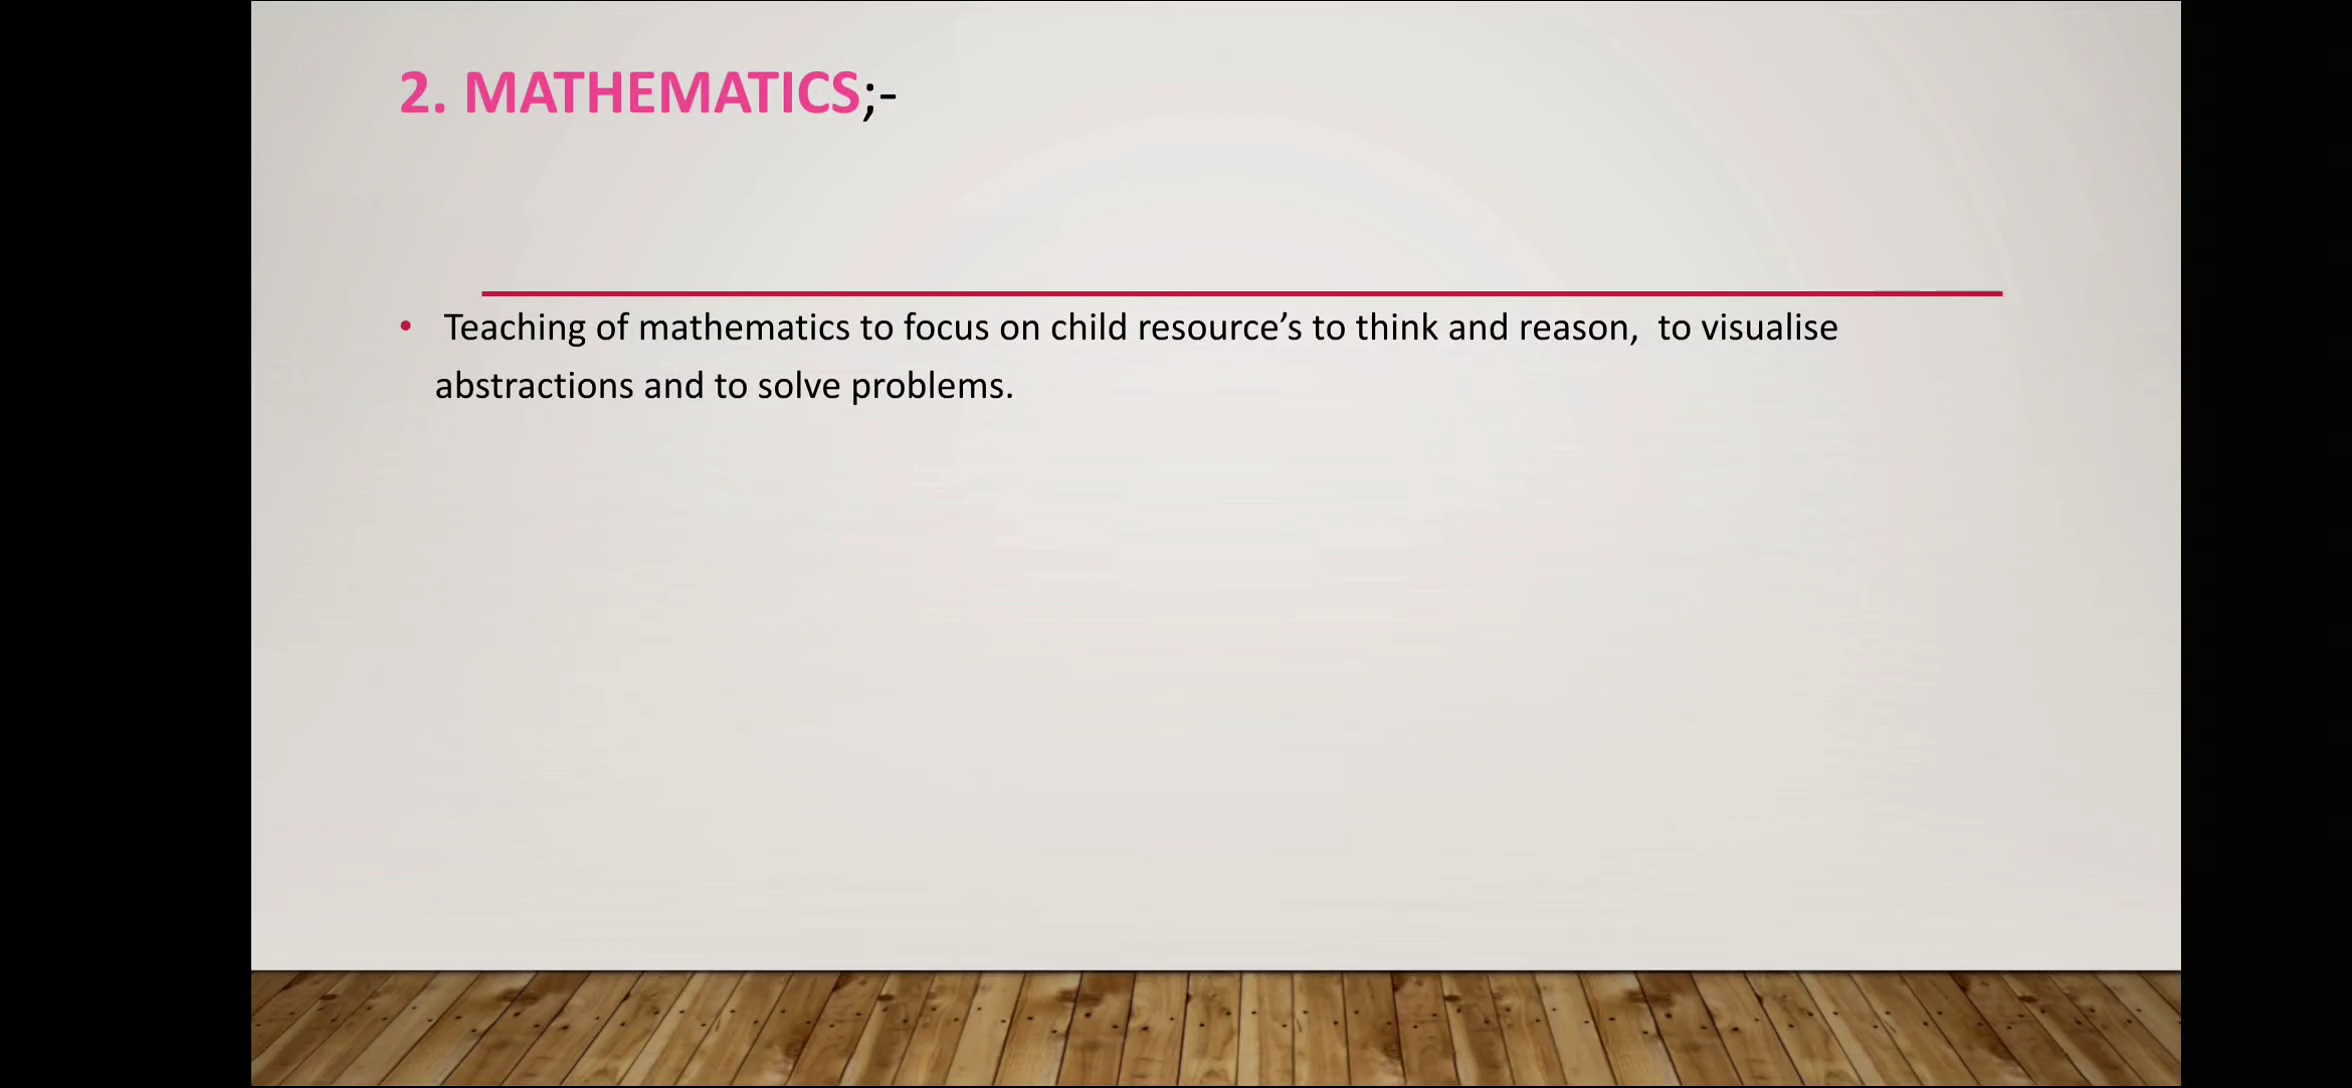 2. MATHEMATICS;-
• Teaching of mathematics to focus on child resource’s to think and reason,  to visualise
abstractions and to solve problems.